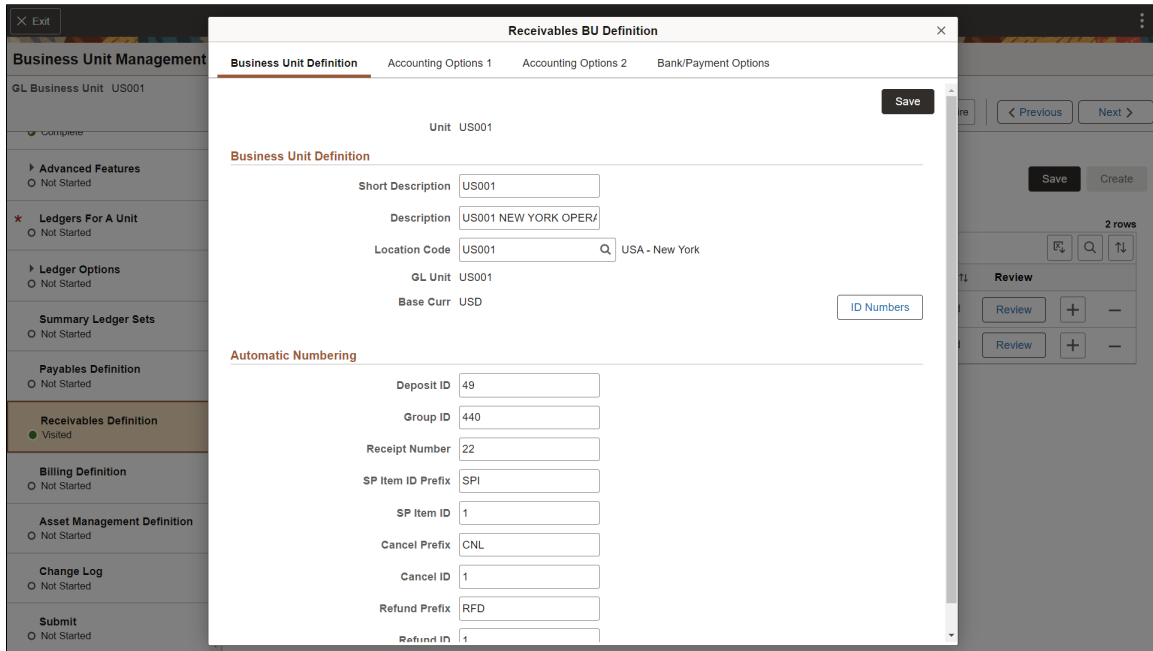 Exit
Business Unit Management
GL Business Unit US001
Complete
Advanced Features
Not Started
* Ledgers For A Unit
Not Started
Ledger Options
Not Started
Summary Ledger Sets
Not Started
Payables Definition
Not Started
Receivables Definition
Visited
Billing Definition
Not Started
Asset Management Definition
Not Started
Change Log
Not Started
Submit
Not Started
Receivables BU Definition
Business Unit Definition Accounting Options 1 Accounting Options 2 Bank/Payment Options
Save
Unit US001
Business Unit Definition
Short Description US001
Description US001 NEW YORK OPERA
Location Code US001 USA - New York
GL Unit US001
Base Curr USD
ID Numbers
Automatic Numbering
Deposit ID 49
Group ID 440
Receipt Number 22
SP Item ID Prefix SPI
SP Item ID 1
Cancel Prefix CNL
Cancel ID 1
Refund Prefix RFD
Refund ID 1
Previous Next
Save Create
2 rows
Review
Review
Review